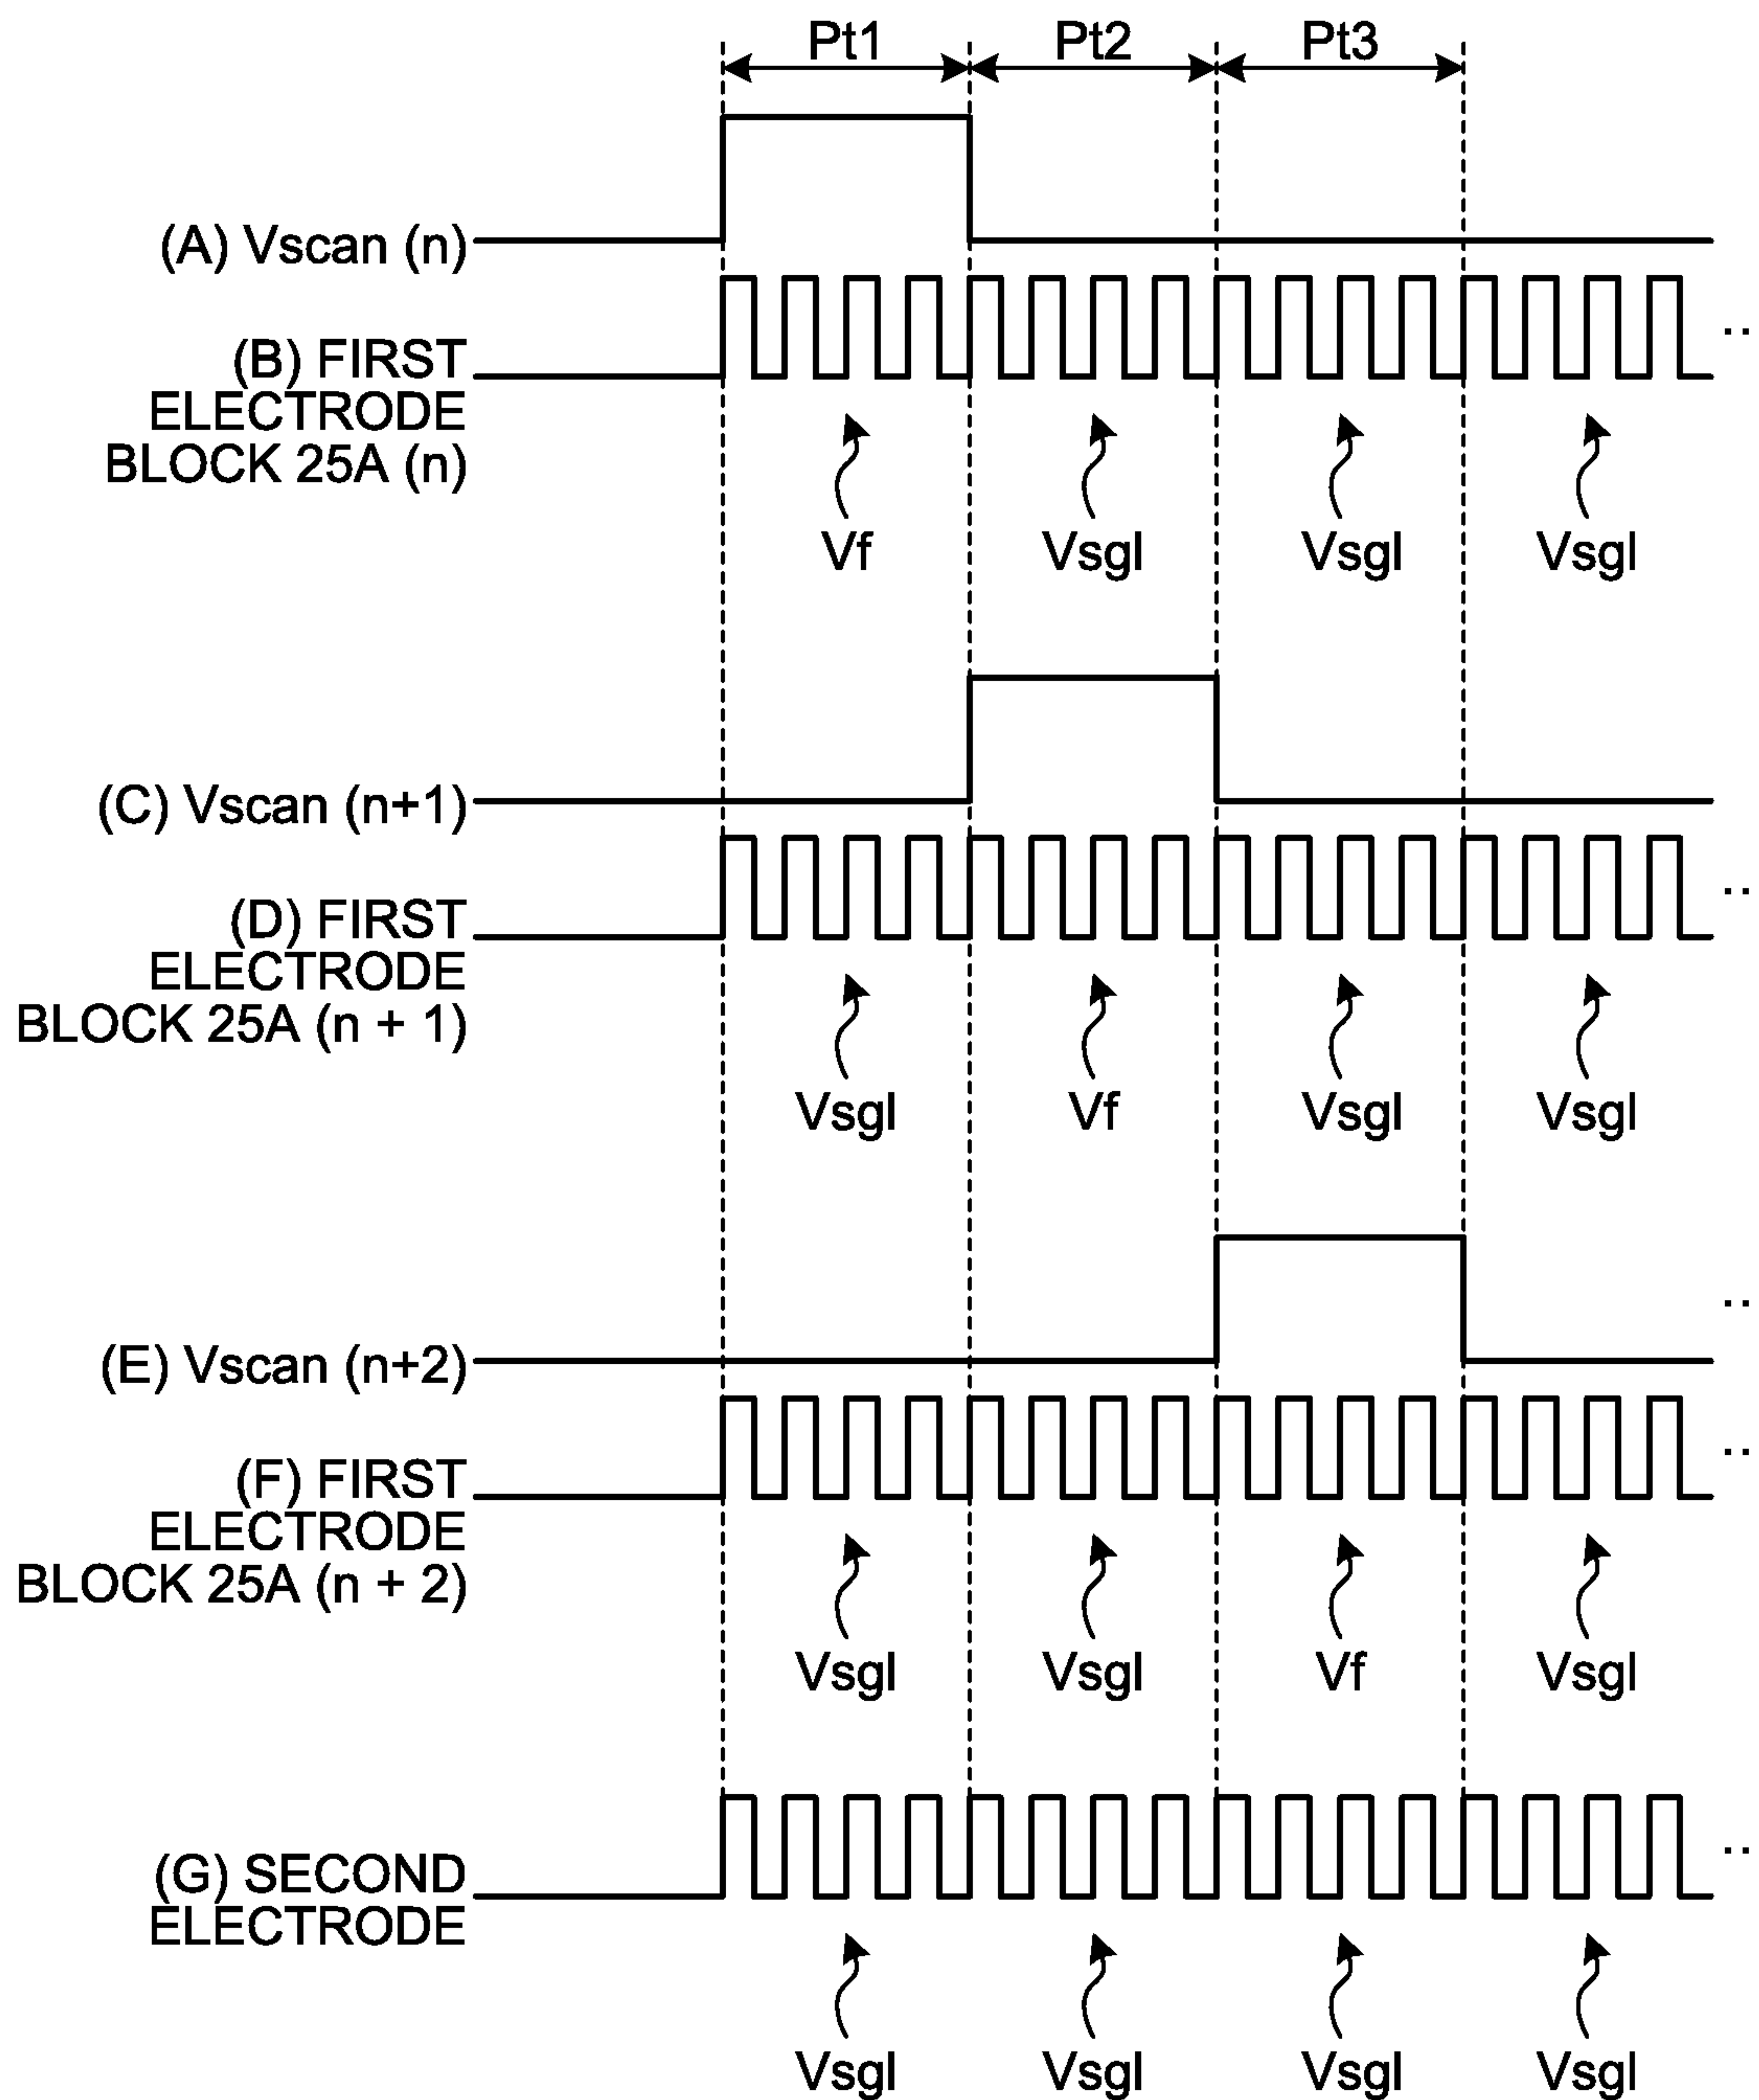 Pt1 Pt2 Pt3
(A) Vscan (n)
(B) FIRST
ELECTRODE
BLOCK 25A (n)
Vf Vsgl Vsgl Vsgl
(C) Vscan (n+1)
(D) FIRST
ELECTRODE
BLOCK 25A (n + 1)
Vsgl Vf Vsgl Vsgl
(E) Vscan (n+2)
(F) FIRST
ELECTRODE
BLOCK 25A (n + 2)
Vsgl Vsgl Vf Vsgl
(G) SECOND
ELECTRODE
Vsgl Vsgl Vsgl Vsgl